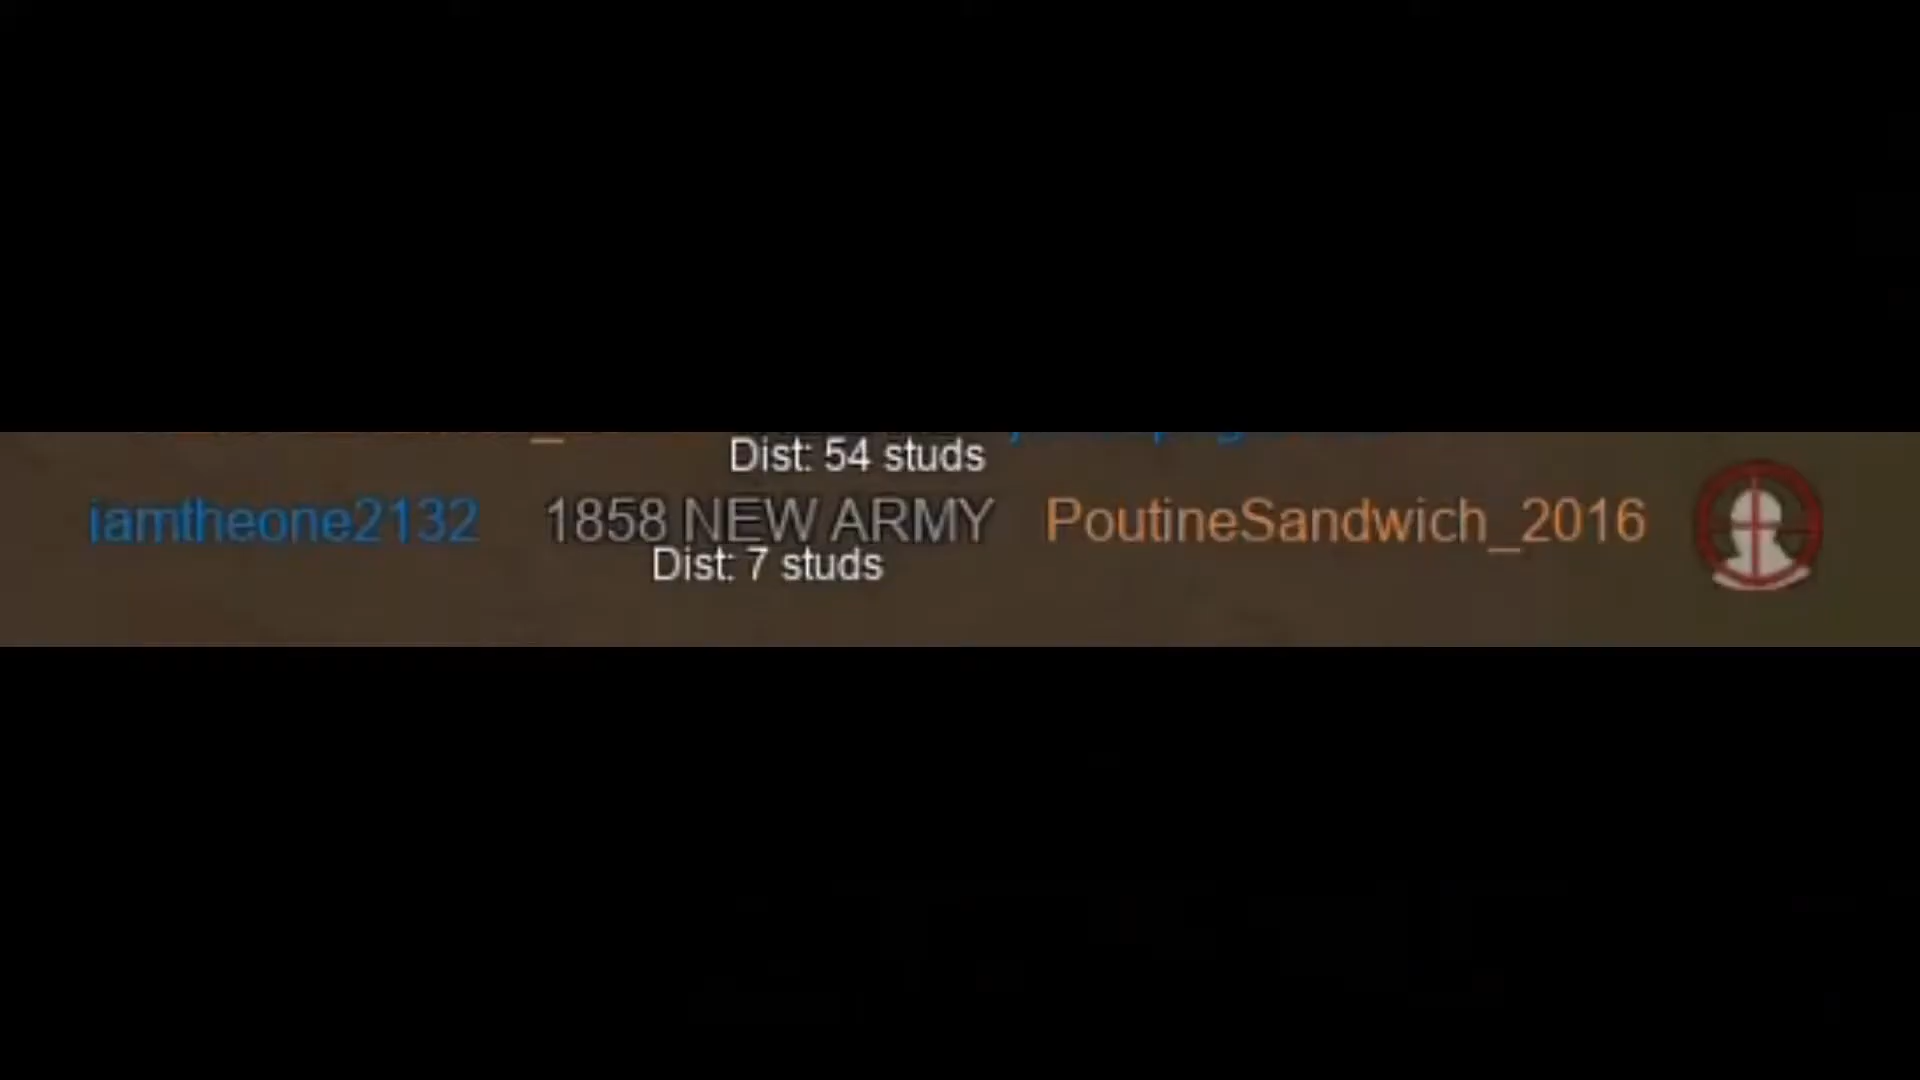 Dist: 54 studs
iamtheone2132 1858 NEW ARMY PoutineSandwich_2016
Dist: 7 studs